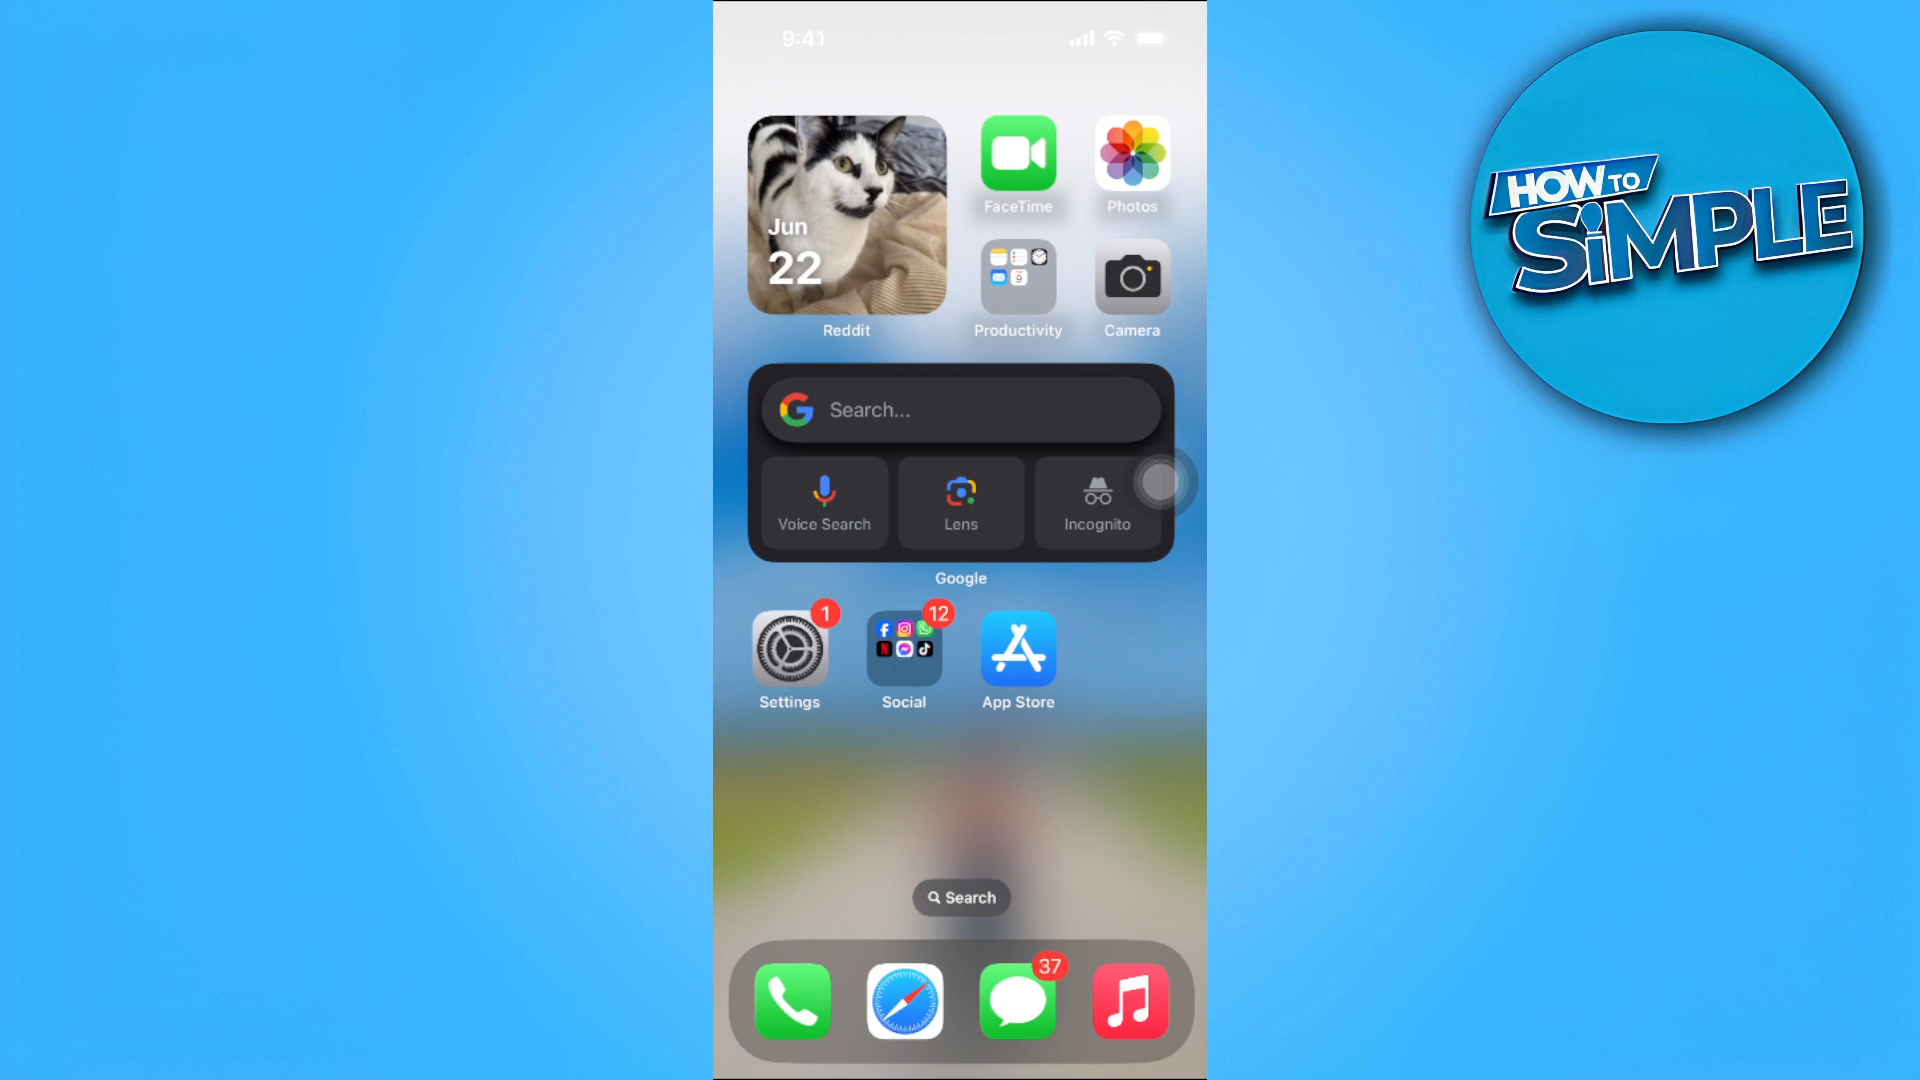 9:41
HOW TO
SiMPLE
Jun
22
Reddit
FaceTime
Photos
Productivity
Camera
Search...
Voice Search
Lens
Incognito
Google
1
12
Settings
Social
App Store
Search
37